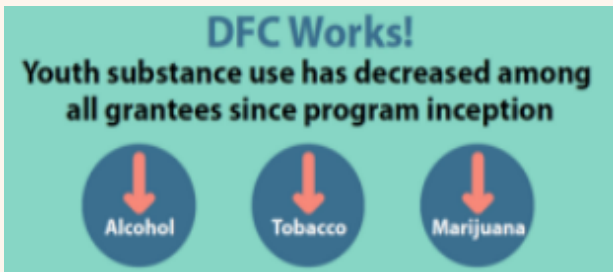 DFC Works!
Youth substance use has decreased among
all grantees since program inception
Alcohol
Tobacco
Marijuana